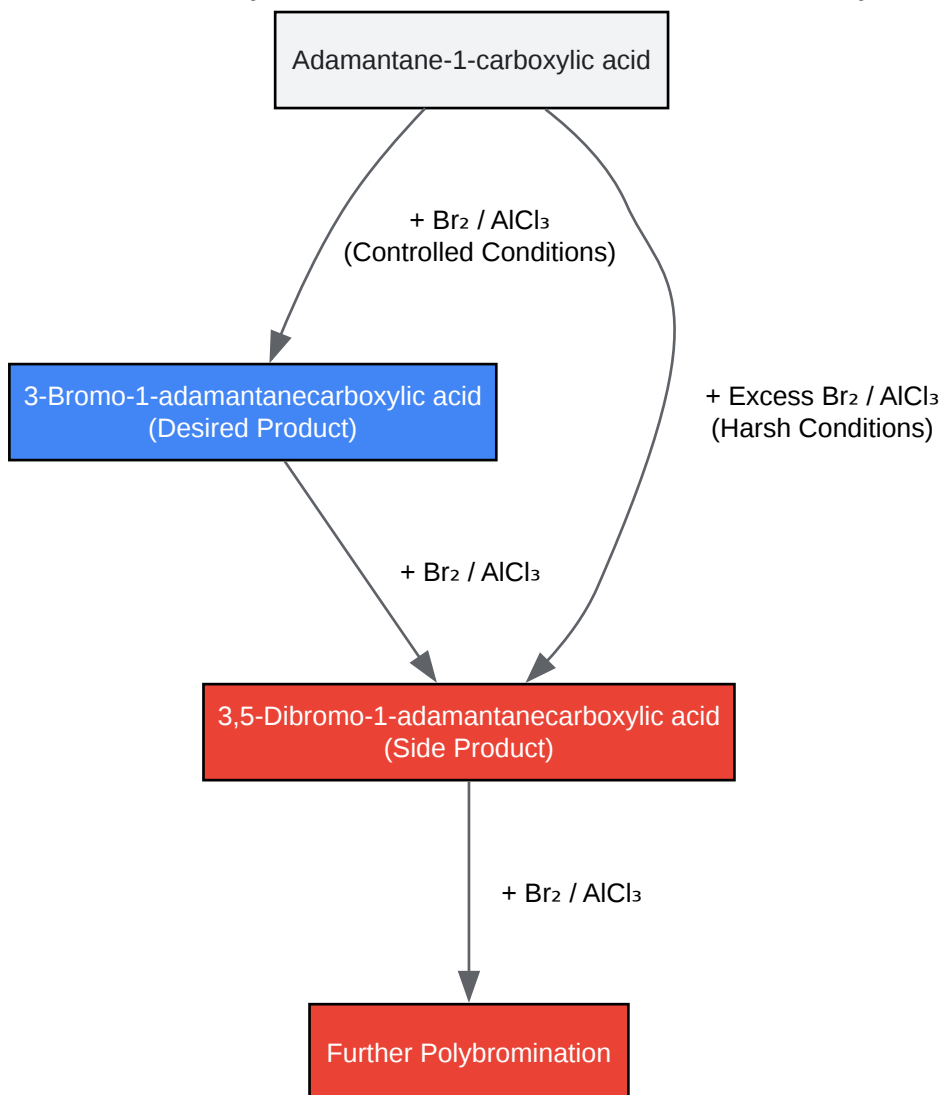 Adamantane-1-carboxylic acid
+ Br₂ / AlCl₃
(Controlled Conditions)
3-Bromo-1-adamantanecarboxylic acid
(Desired Product)
+ Excess Br₂ / AlCl₃
(Harsh Conditions)
+ Br₂ / AlCl₃
3,5-Dibromo-1-adamantanecarboxylic acid
(Side Product)
+ Br₂ / AlCl₃
Further Polybromination